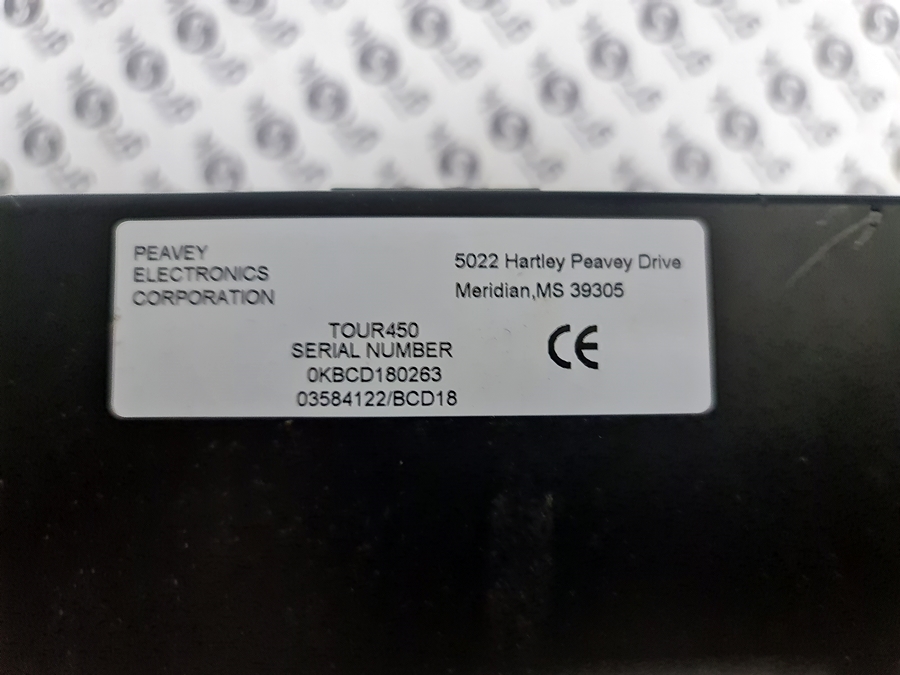 PEAVEY
ELECTRONICS
CORPORATION
5022 Hartley Peavey Drive
Meridian,MS 39305
TOUR450
SERIAL NUMBER
0KBCD180263
03584122/BCD18
CE